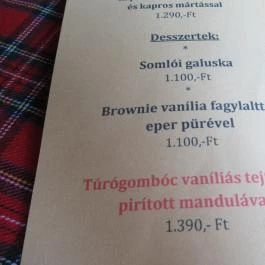 és kapros mártással
1.290,-Ft
Desszertek:
*
Somlói galuska
1.100,-Ft
*
Brownie vanília fagylaltt
eper pürével
1.100,-Ft
*
Túrógombóc vaníliás tej
pirított manduláva
1.390,- Ft